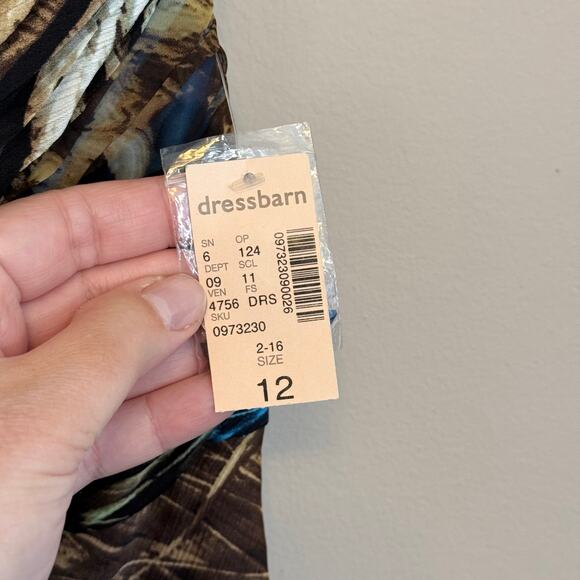 dressbarn
SN OP
6 124
DEPT SCL
09 11
VEN FS
4756 DRS
SKU
0973230
097323090026
2-16
SIZE
12